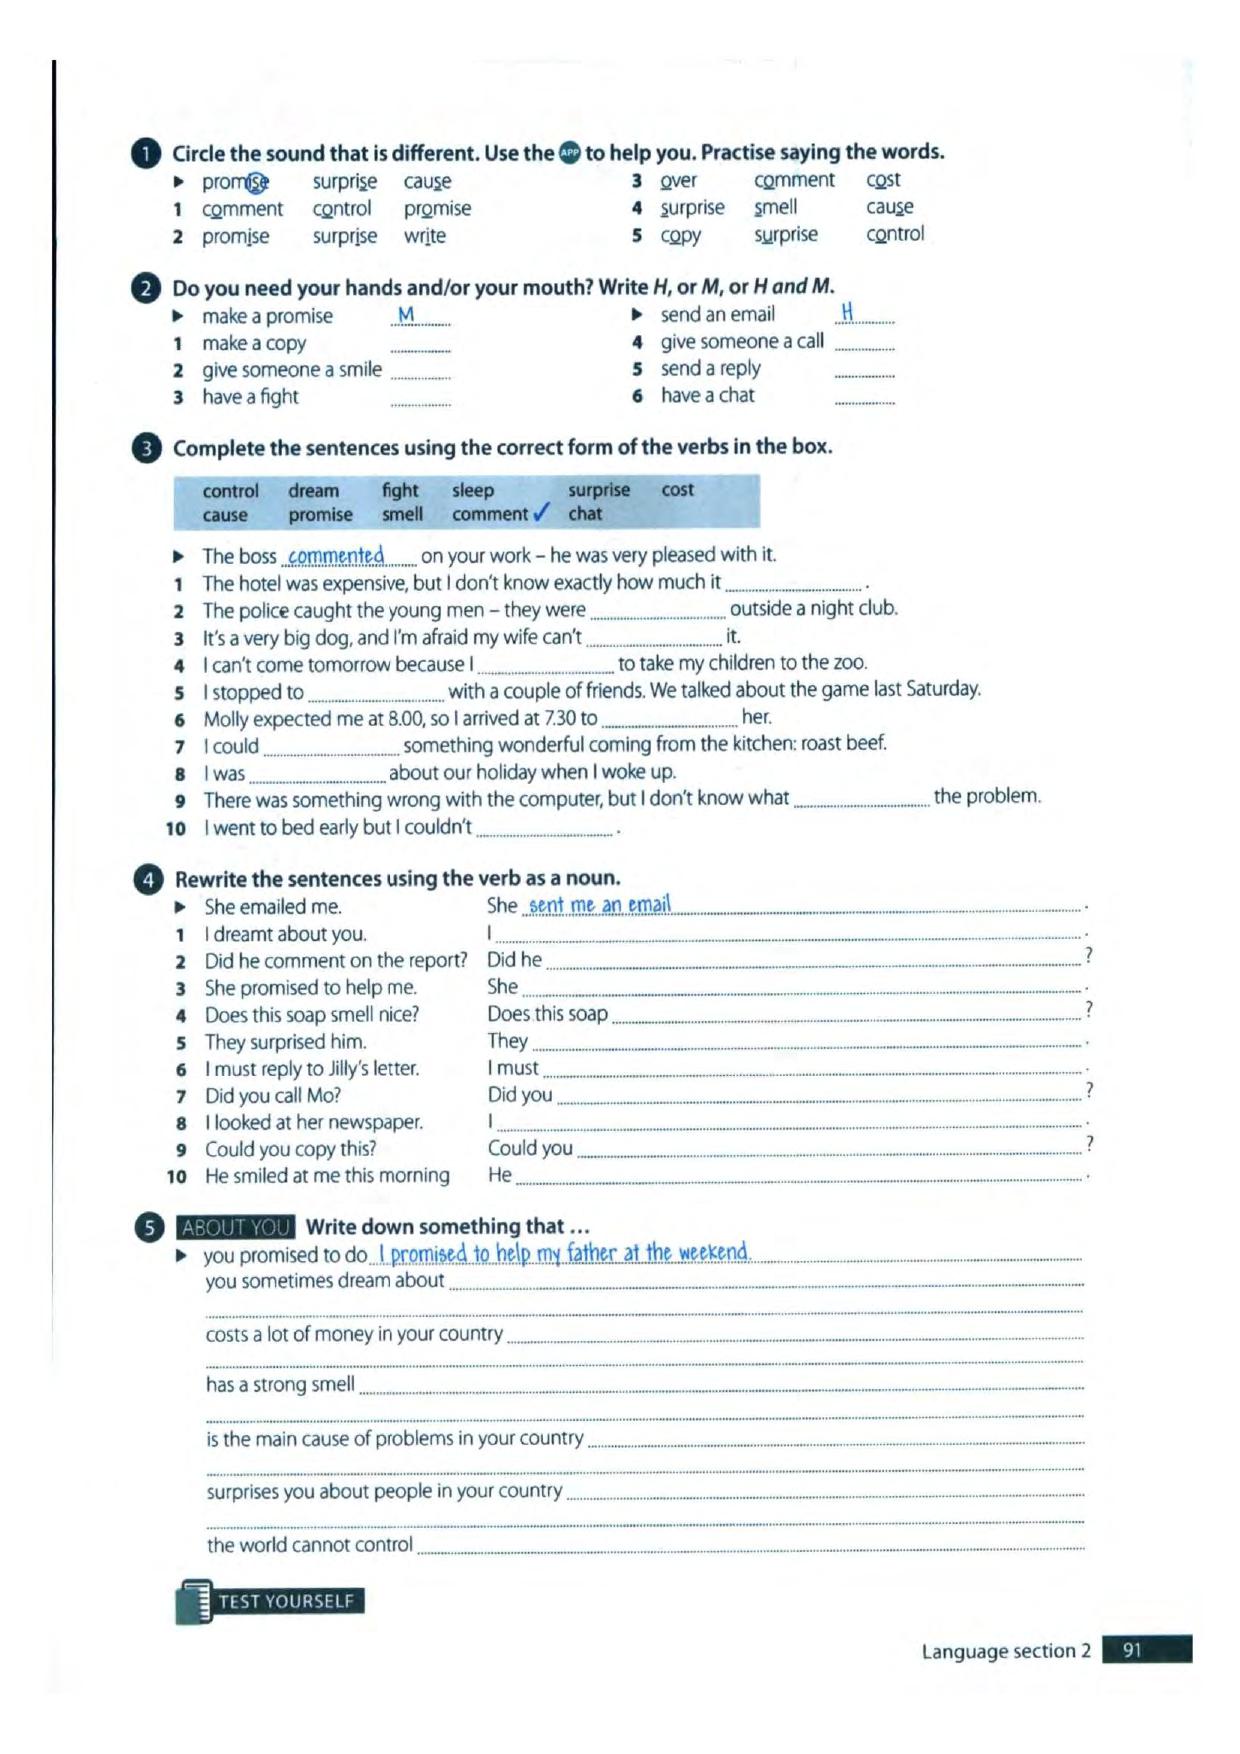 1 Circle the sound that is different. Use the APP to help you. Practise saying the words.
▶ promise surprise cause
1 comment control promise
2 promise surprise write
3 over comment cost
4 surprise smell cause
5 copy surprise control
2 Do you need your hands and/or your mouth? Write H, or M, or H and M.
▶ make a promise M
1 make a copy
2 give someone a smile
3 have a fight
▶ send an email H
4 give someone a call
5 send a reply
6 have a chat
3 Complete the sentences using the correct form of the verbs in the box.
control dream fight sleep surprise cost
cause promise smell comment ✓ chat
▶ The boss commented on your work – he was very pleased with it.
1 The hotel was expensive, but I don't know exactly how much it .
2 The police caught the young men – they were outside a night club.
3 It's a very big dog, and I'm afraid my wife can't it.
4 I can't come tomorrow because I to take my children to the zoo.
5 I stopped to with a couple of friends. We talked about the game last Saturday.
6 Molly expected me at 8.00, so I arrived at 7.30 to her.
7 I could something wonderful coming from the kitchen: roast beef.
8 I was about our holiday when I woke up.
9 There was something wrong with the computer, but I don't know what the problem.
10 I went to bed early but I couldn't .
4 Rewrite the sentences using the verb as a noun.
▶ She emailed me. She sent me an email .
1 I dreamt about you. I .
2 Did he comment on the report? Did he ?
3 She promised to help me. She .
4 Does this soap smell nice? Does this soap ?
5 They surprised him. They .
6 I must reply to Jilly's letter. I must .
7 Did you call Mo? Did you ?
8 I looked at her newspaper. I .
9 Could you copy this? Could you ?
10 He smiled at me this morning He .
5 ABOUT YOU Write down something that ...
▶ you promised to do I promised to help my father at the weekend.
you sometimes dream about
costs a lot of money in your country
has a strong smell
is the main cause of problems in your country
surprises you about people in your country
the world cannot control
TEST YOURSELF
Language section 2 91